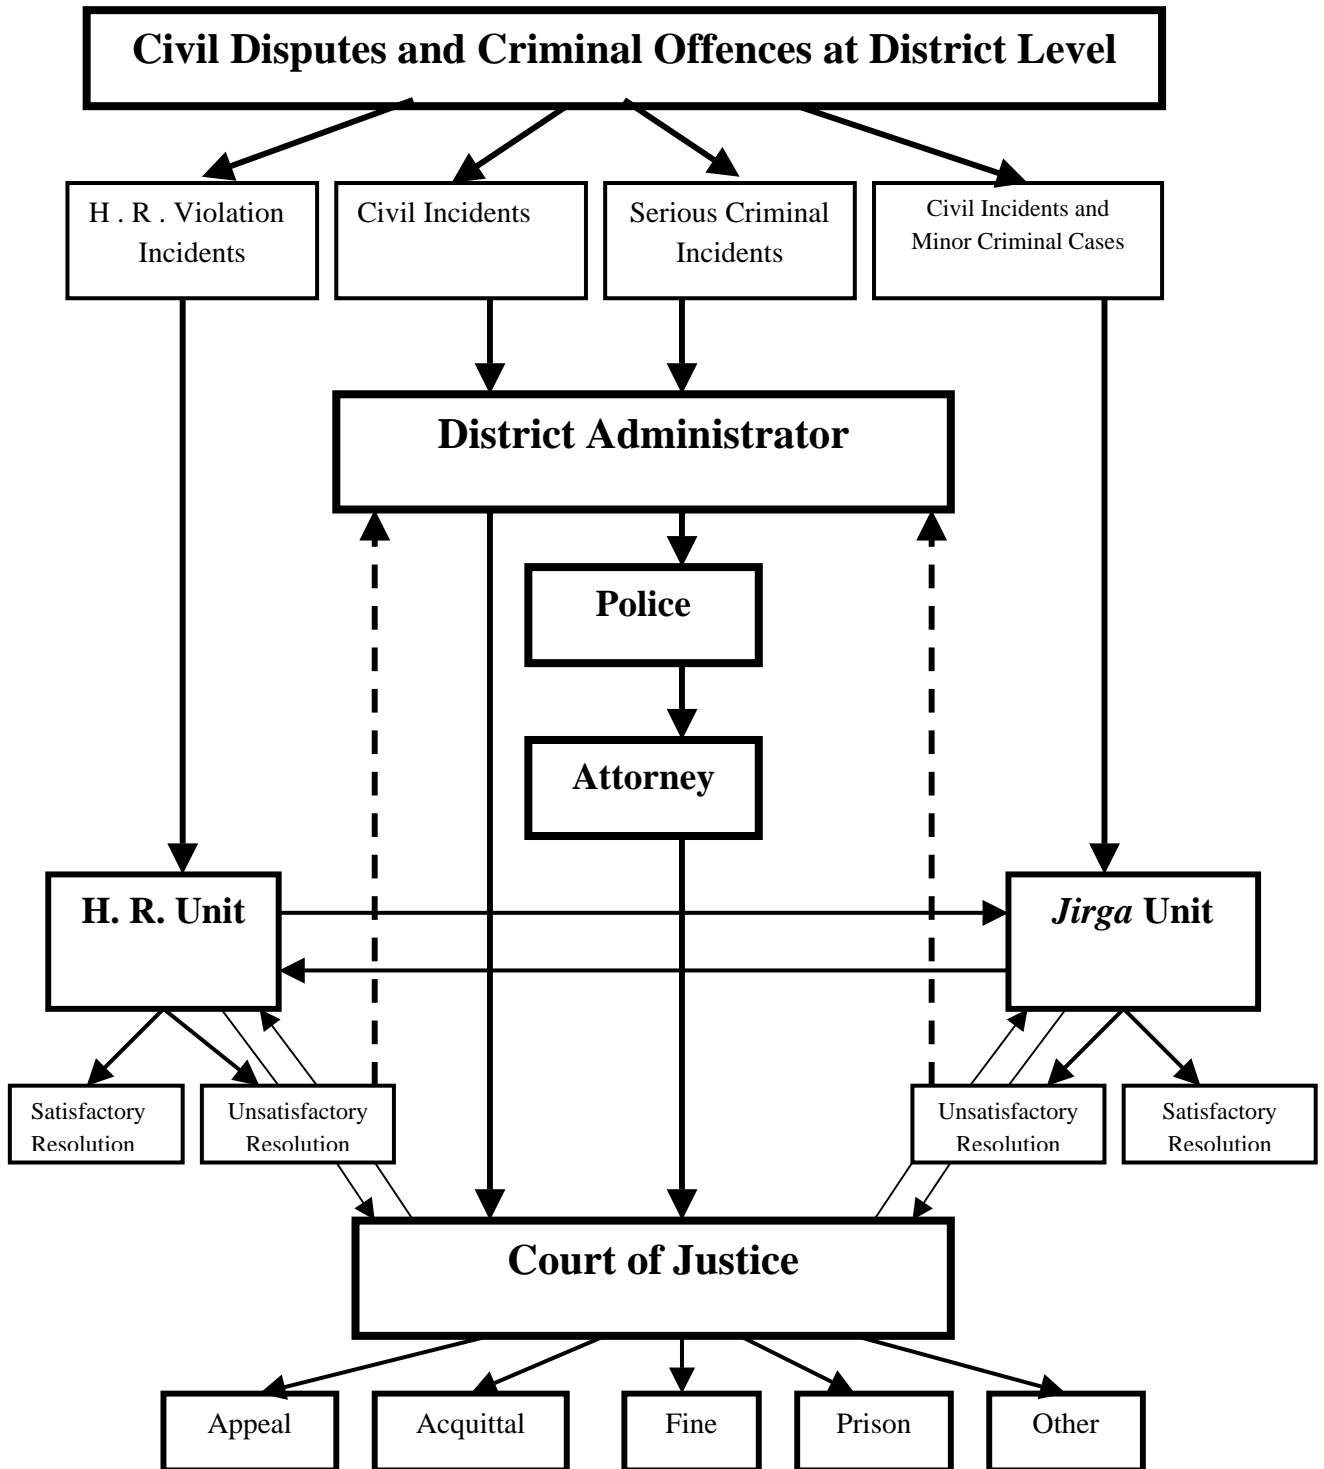 Civil Disputes and Criminal Offences at District Level
H . R . Violation
Incidents
Civil Incidents
Serious Criminal
Incidents
Civil Incidents and
Minor Criminal Cases
District Administrator
Police
Attorney
H. R. Unit
Jirga Unit
Satisfactory
Resolution
Unsatisfactory
Resolution
Unsatisfactory
Resolution
Satisfactory
Resolution
Court of Justice
Appeal
Acquittal
Fine
Prison
Other